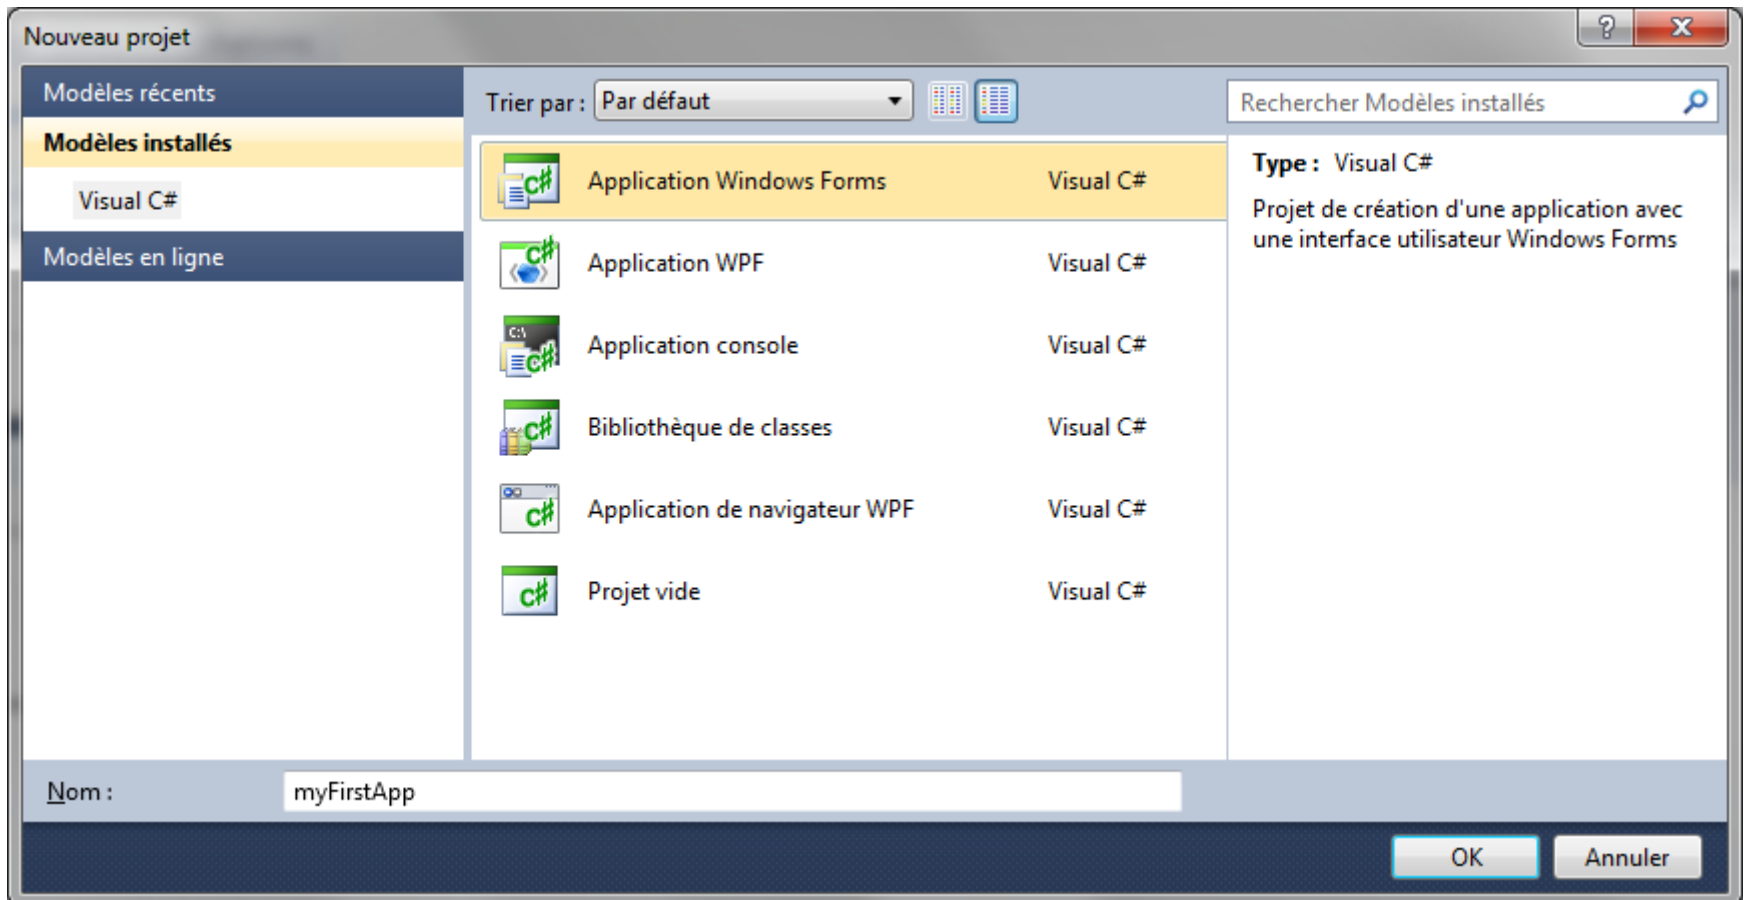 Nouveau projet
Modèles récents
Modèles installés
Visual C#
Modèles en ligne
Trier par : Par défaut
Rechercher Modèles installés
Application Windows Forms Visual C#
Application WPF Visual C#
Application console Visual C#
Bibliothèque de classes Visual C#
Application de navigateur WPF Visual C#
Projet vide Visual C#
Type : Visual C#
Projet de création d'une application avec
une interface utilisateur Windows Forms
Nom : myFirstApp
OK Annuler